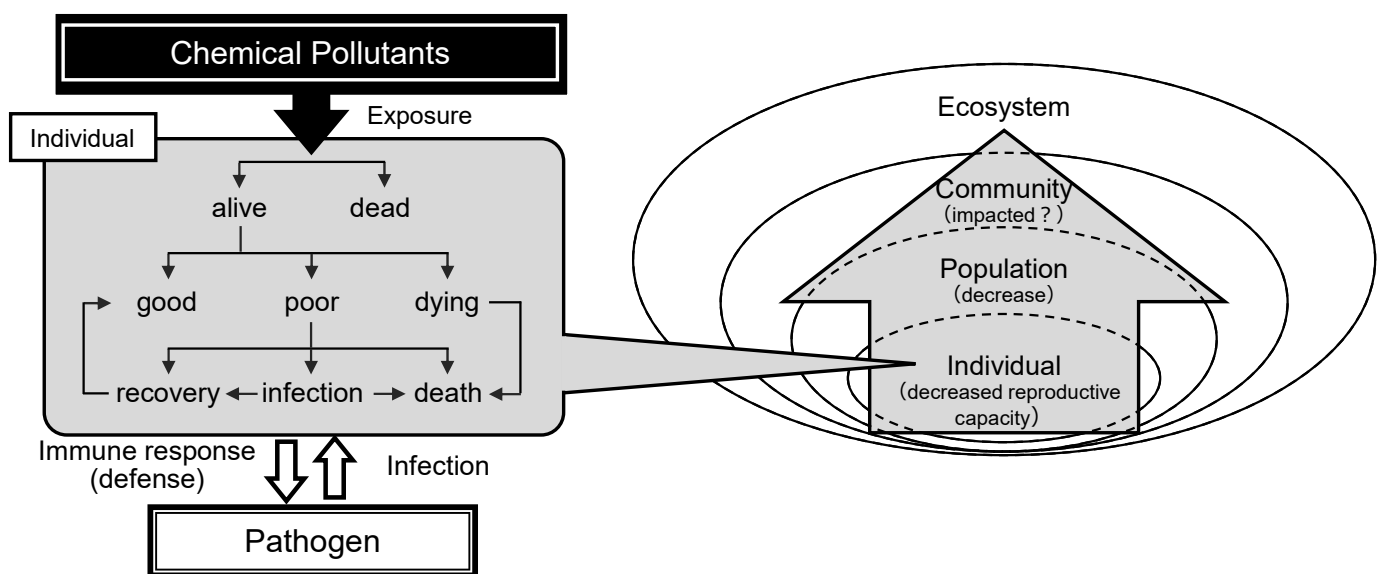 Chemical Pollutants
Exposure
Individual
alive dead
good poor dying
recovery infection death
Immune response
(defense)
Infection
Pathogen
Ecosystem
Community
（impacted？）
Population
（decrease）
Individual
（decreased reproductive
capacity）